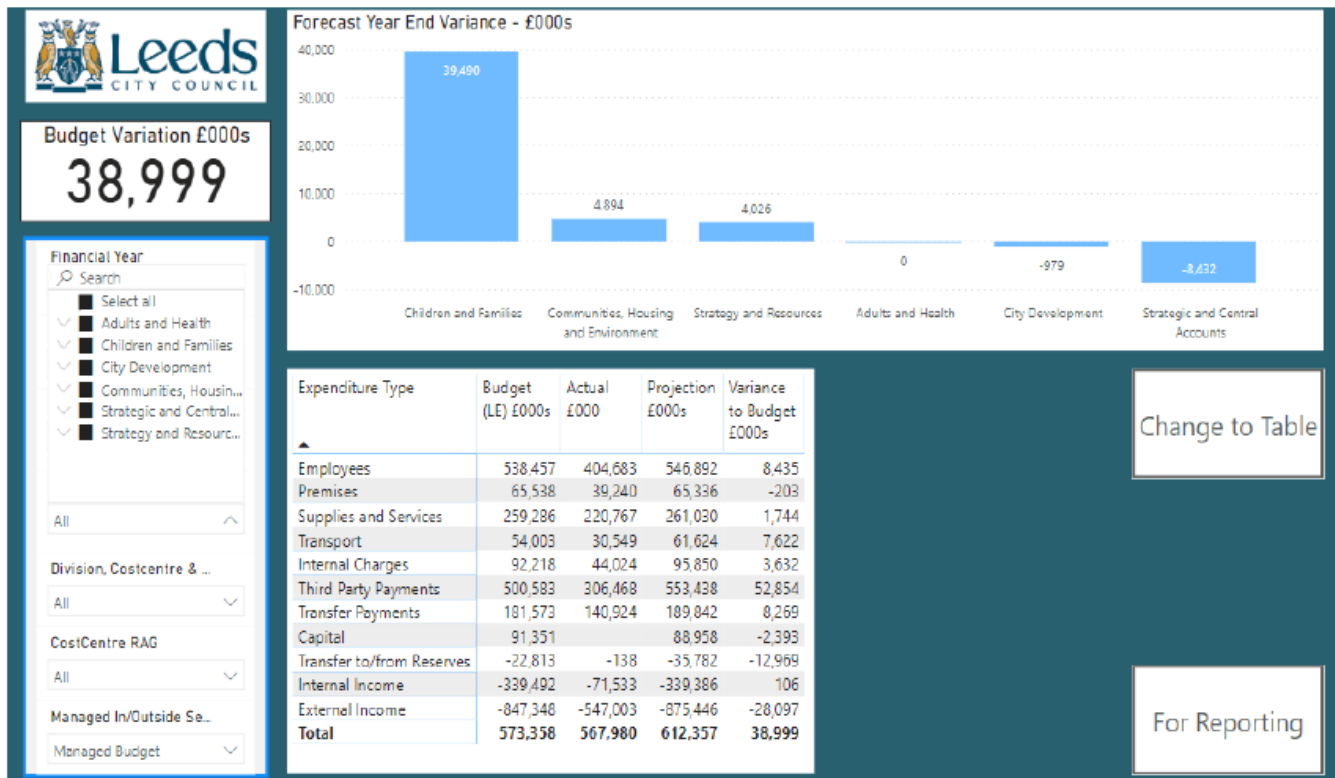 Leeds
CITY COUNCIL
Budget Variation £000s
38,999
Financial Year
Search
Select all
Adults and Health
Children and Families
City Development
Communities, Housin...
Strategic and Central...
Strategy and Resourc...
All
Division, Costcentre & ...
All
CostCentre RAG
All
Managed In/Outside Se...
Managed Budget
Forecast Year End Variance - £000s
40,000
30,000
20,000
10,000
0
-10,000
39,490
4,894
4,026
0
-979
-8,432
Children and Families
Communities, Housing
and Environment
Strategy and Resources
Adults and Health
City Development
Strategic and Central
Accounts
Expenditure Type Budget Actual Projection Variance
(LE) £000s £000 £000s to Budget
£000s
Employees 538,457 404,683 546,892 8,435
Premises 65,538 39,240 65,336 -203
Supplies and Services 259,286 220,767 261,030 1,744
Transport 54,003 30,549 61,624 7,622
Internal Charges 92,218 44,024 95,850 3,632
Third Party Payments 500,583 306,468 553,438 52,854
Transfer Payments 181,573 140,924 189,842 8,269
Capital 91,351 88,958 -2,393
Transfer to/from Reserves -22,813 -138 -35,782 -12,969
Internal Income -339,492 -71,533 -339,386 106
External Income -847,348 -547,003 -875,446 -28,097
Total 573,358 567,980 612,357 38,999
Change to Table
For Reporting